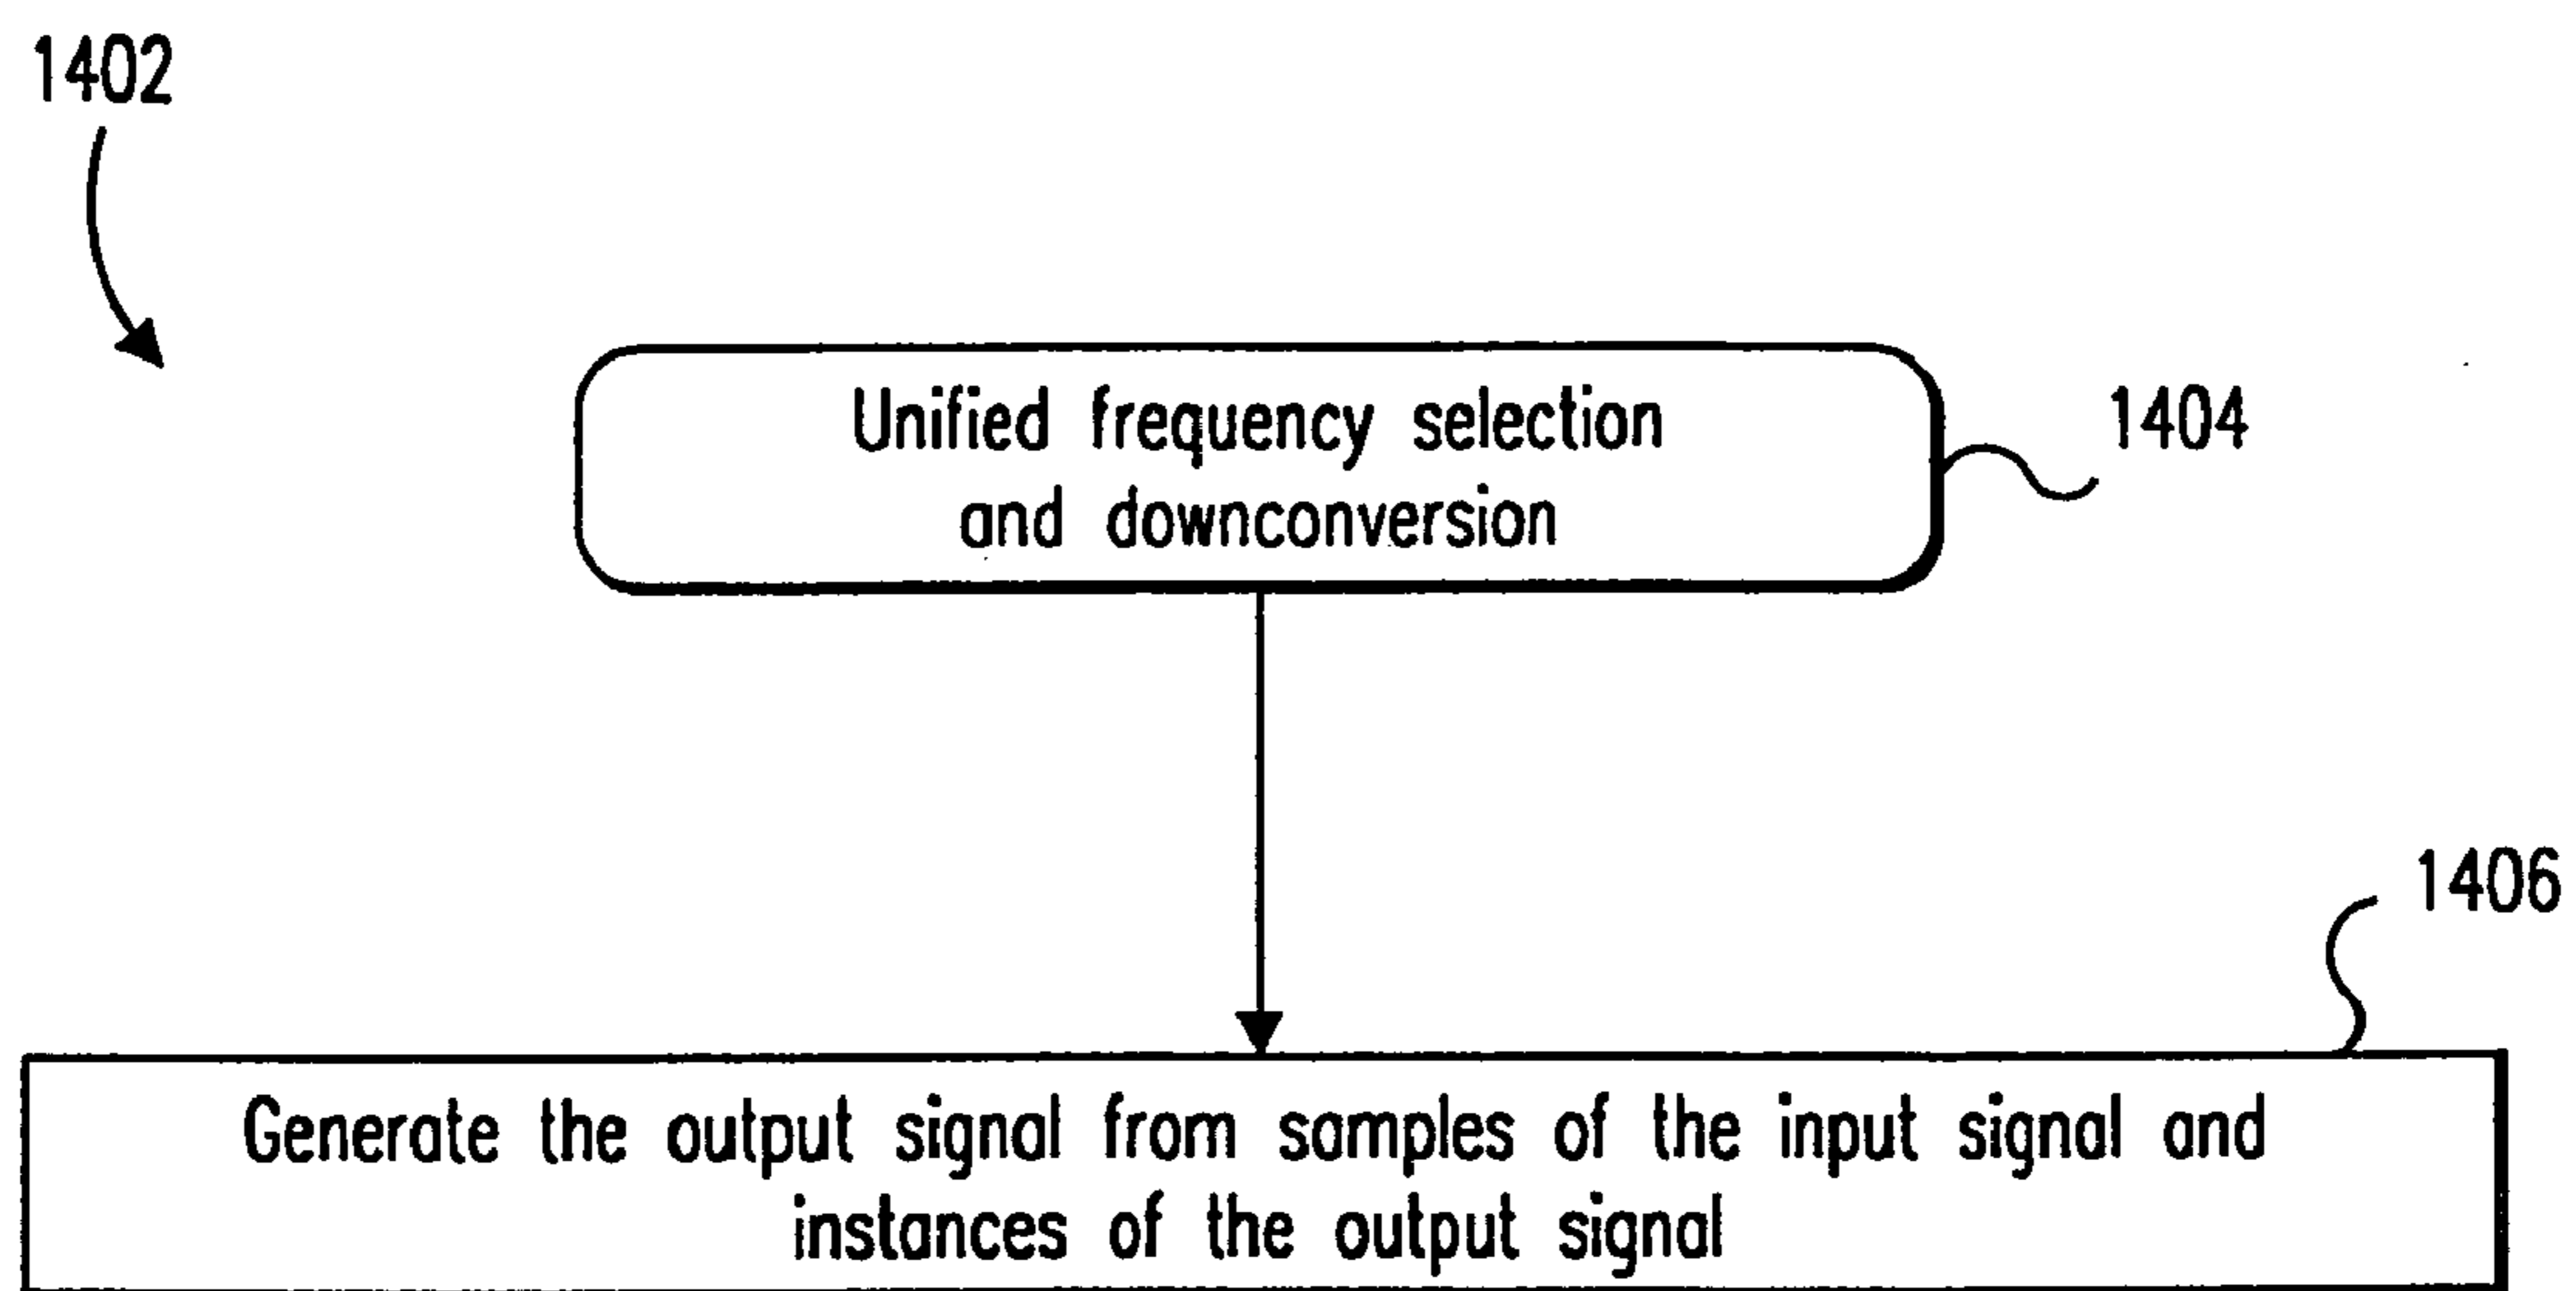 1402
Unified frequency selection
and downconversion
1404
1406
Generate the output signal from samples of the input signal and
instances of the output signal